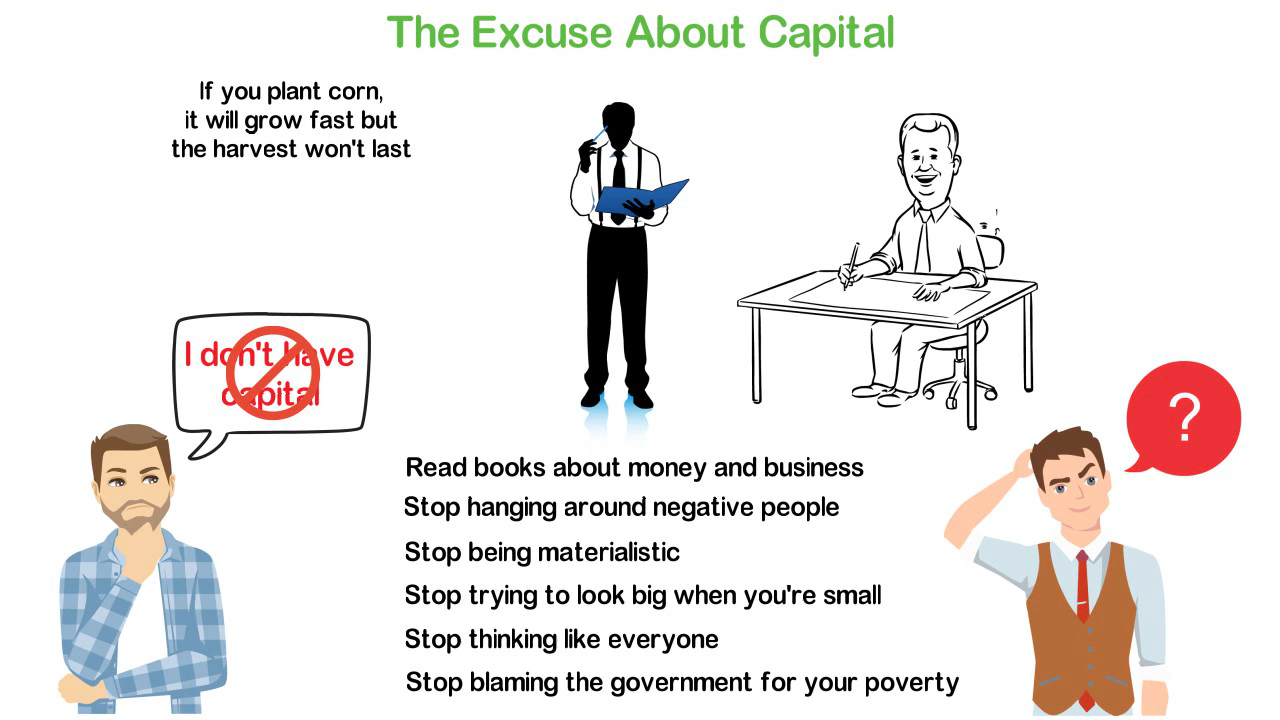 The Excuse About Capital
If you plant corn,
it will grow fast but
the harvest won't last
I don't have
capital
?
Read books about money and business
Stop hanging around negative people
Stop being materialistic
Stop trying to look big when you're small
Stop thinking like everyone
Stop blaming the government for your poverty